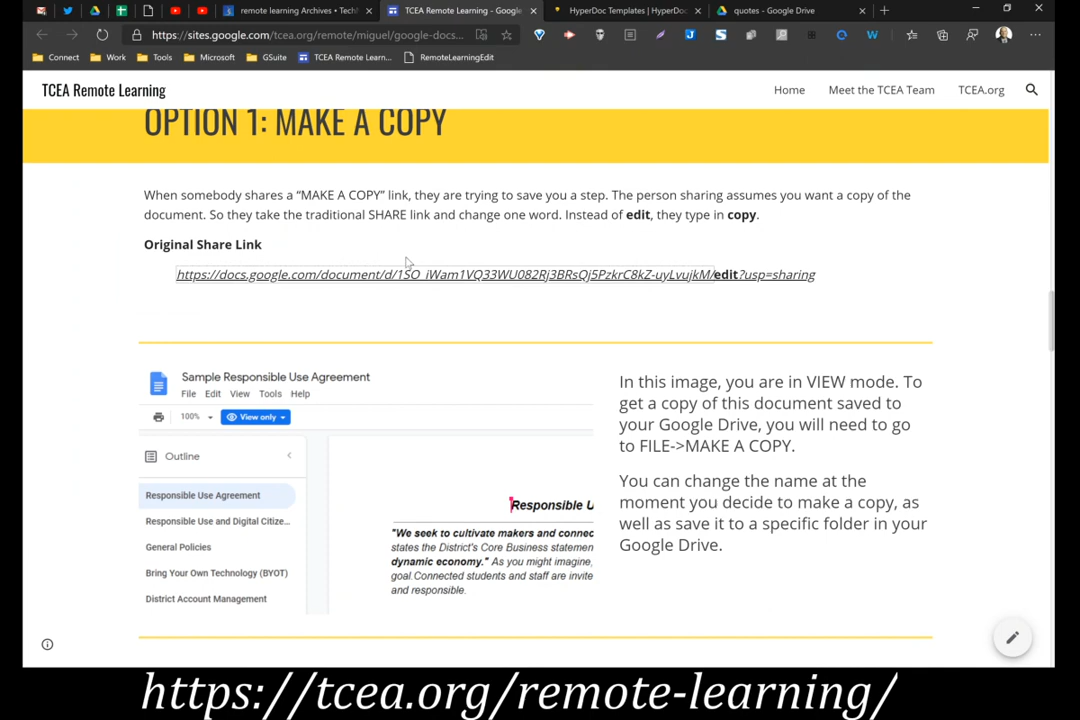 remote learning Archives - Tech
TCEA Remote Learning - Google
HyperDoc Templates | HyperDoc
quotes - Google Drive
https://sites.google.com/tcea.org/remote/miguel/google-docs...
Connect
Work
Tools
Microsoft
GSuite
TCEA Remote Learn...
RemoteLearningEdit
TCEA Remote Learning
Home
Meet the TCEA Team
TCEA.org
OPTION 1: MAKE A COPY
When somebody shares a “MAKE A COPY” link, they are trying to save you a step. The person sharing assumes you want a copy of the
document. So they take the traditional SHARE link and change one word. Instead of edit, they type in copy.
Original Share Link
https://docs.google.com/document/d/1SO_iWam1VQ33WU082Rj3BRsQj5PzkrC8kZ-uyLvujkM/edit?usp=sharing
Sample Responsible Use Agreement
File Edit View Tools Help
100%
View only
Outline
Responsible Use Agreement
Responsible Use and Digital Citize...
General Policies
Bring Your Own Technology (BYOT)
District Account Management
Responsible U
"We seek to cultivate makers and connec
states the District's Core Business statemen
dynamic economy." As you might imagine,
goal.Connected students and staff are invite
and responsible.
In this image, you are in VIEW mode. To
get a copy of this document saved to
your Google Drive, you will need to go
to FILE->MAKE A COPY.
You can change the name at the
moment you decide to make a copy, as
well as save it to a specific folder in your
Google Drive.
https://tcea.org/remote-learning/